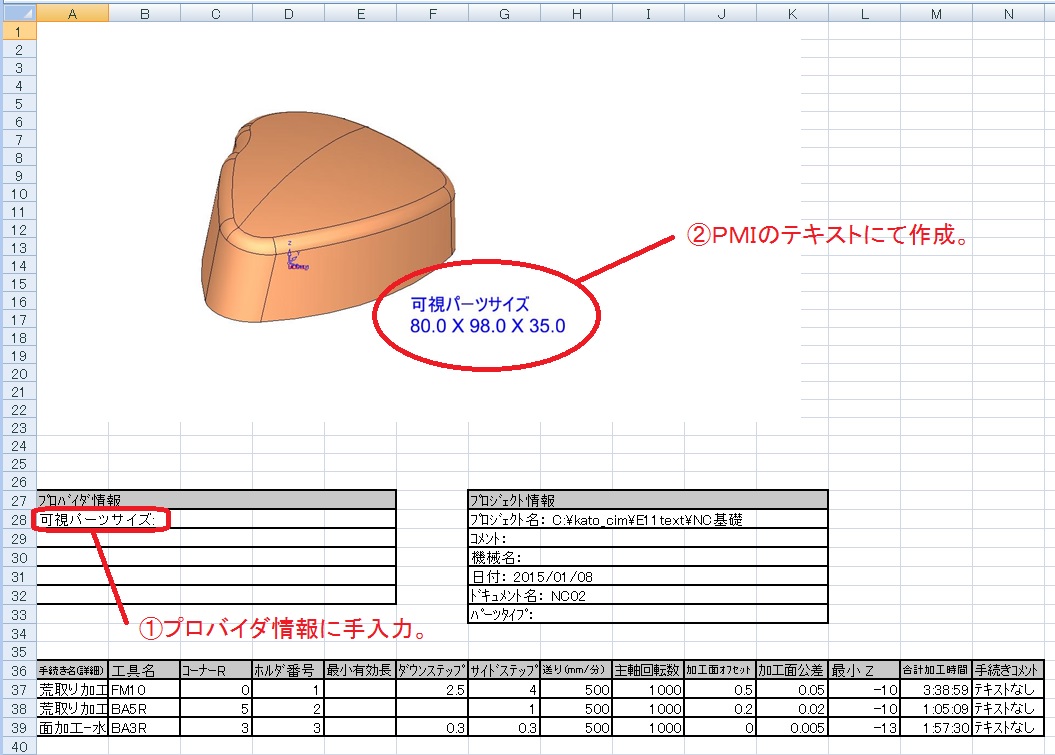 A B C D E F G H I J K L M N
1
2
3
4
5
6
7
8
9
10
11
12
13
14
15
16
17
18
19
20
21
22
23
24
25
26
27
28
29
30
31
32
33
34
35
36
37
38
39
40
②PMIのテキストにて作成。
可視パーツサイズ
80.0 X 98.0 X 35.0
ﾌﾟﾛﾊﾞｲﾀﾞ情報
可視パーツサイズ:
①プロバイダ情報に手入力。
ﾌﾟﾛｼﾞｪｸﾄ情報
ﾌﾟﾛｼﾞｪｸﾄ名: C:¥kato_cim¥E11text¥NC基礎
ｺﾒﾝﾄ:
機械名:
日付: 2015/01/08
ﾄﾞｷｭﾒﾝﾄ名: NC02
ﾊﾟｰﾂﾀｲﾌﾟ:
手続き名(詳細) 工具名 ｺｰﾅｰR ﾎﾙﾀﾞ番号 最小有効長 ﾀﾞｳﾝｽﾃｯﾌﾟ ｻｲﾄﾞｽﾃｯﾌﾟ 送り(mm/分) 主軸回転数 加工面ｵﾌｾｯﾄ 加工面公差 最小 Z 合計加工時間 手続きｺﾒﾝﾄ
荒取り加工 FM10 0 1 2.5 4 500 1000 0.5 0.05 -10 3:38:59 テキストなし
荒取り加工 BA5R 5 2 1 500 1000 0.2 0.02 -10 1:05:09 テキストなし
面加工-水 BA3R 3 3 0.3 0.3 500 1000 0 0.005 -13 1:57:30 テキストなし